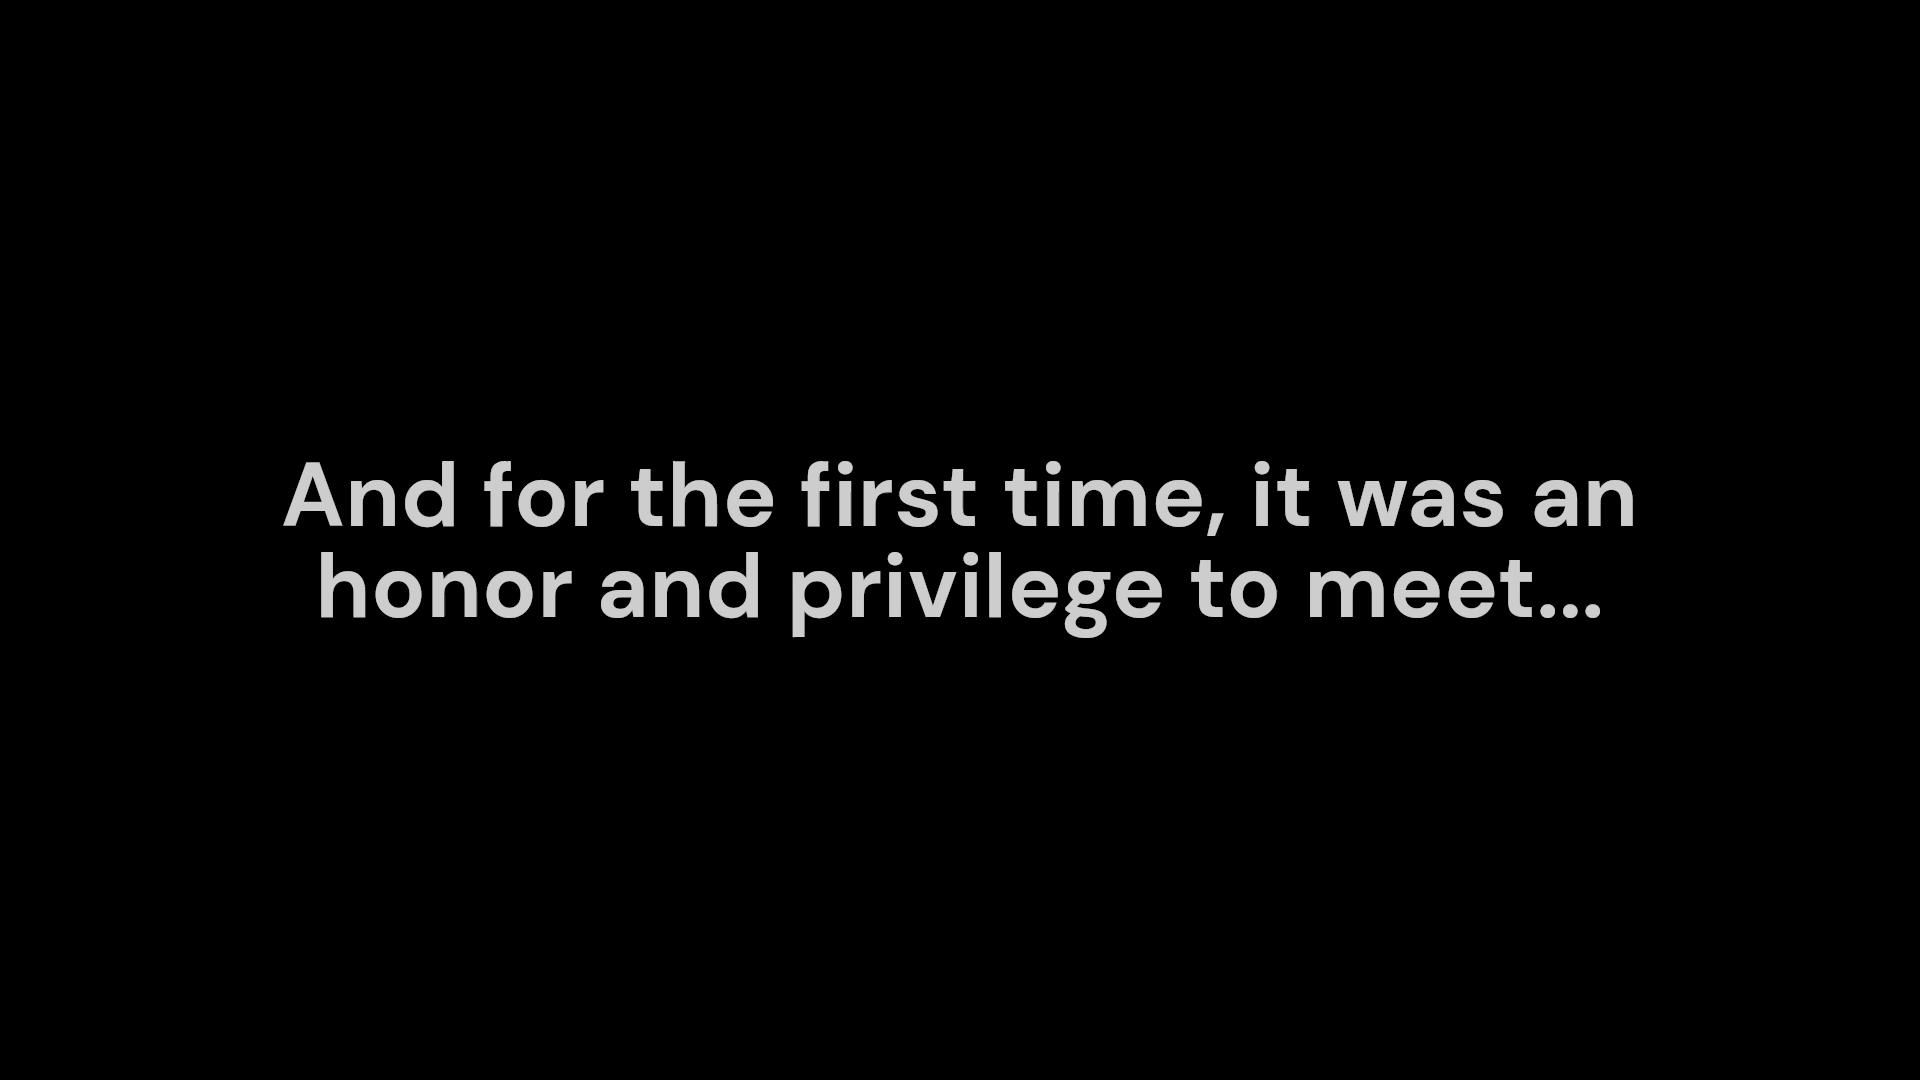 And for the first time, it was an
honor and privilege to meet...